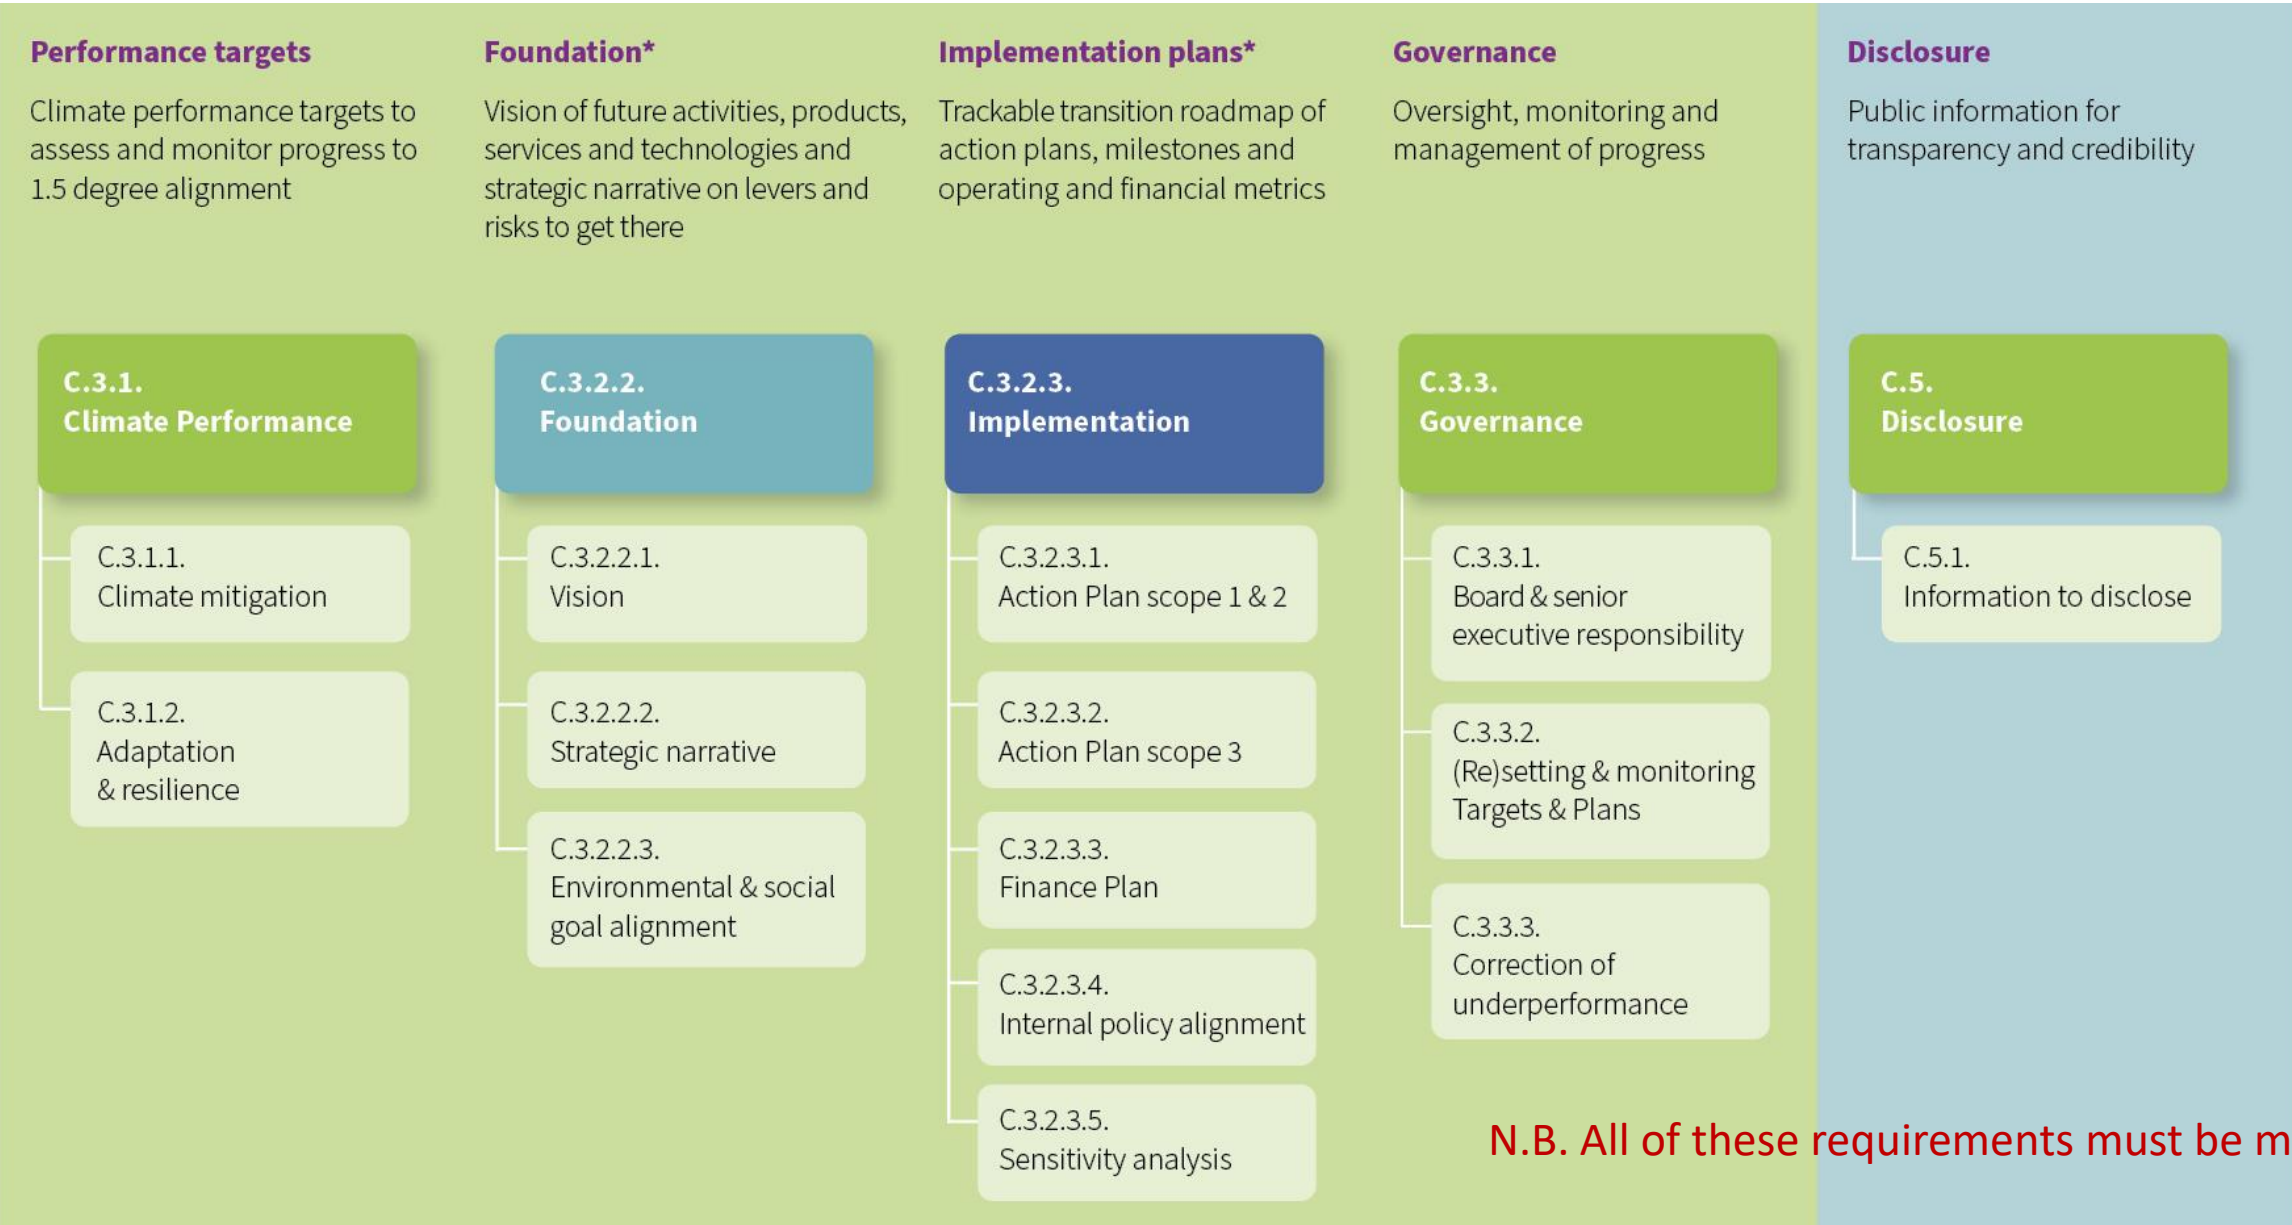 Performance targets
Climate performance targets to
assess and monitor progress to
1.5 degree alignment
Foundation*
Vision of future activities, products,
services and technologies and
strategic narrative on levers and
risks to get there
Implementation plans*
Trackable transition roadmap of
action plans, milestones and
operating and financial metrics
Governance
Oversight, monitoring and
management of progress
Disclosure
Public information for
transparency and credibility
C.3.1.
Climate Performance
C.3.1.1.
Climate mitigation
C.3.1.2.
Adaptation
& resilience
C.3.2.2.
Foundation
C.3.2.2.1.
Vision
C.3.2.2.2.
Strategic narrative
C.3.2.2.3.
Environmental & social
goal alignment
C.3.2.3.
Implementation
C.3.2.3.1.
Action Plan scope 1 & 2
C.3.2.3.2.
Action Plan scope 3
C.3.2.3.3.
Finance Plan
C.3.2.3.4.
Internal policy alignment
C.3.2.3.5.
Sensitivity analysis
C.3.3.
Governance
C.3.3.1.
Board & senior
executive responsibility
C.3.3.2.
(Re)setting & monitoring
Targets & Plans
C.3.3.3.
Correction of
underperformance
C.5.
Disclosure
C.5.1.
Information to disclose
N.B. All of these requirements must be m